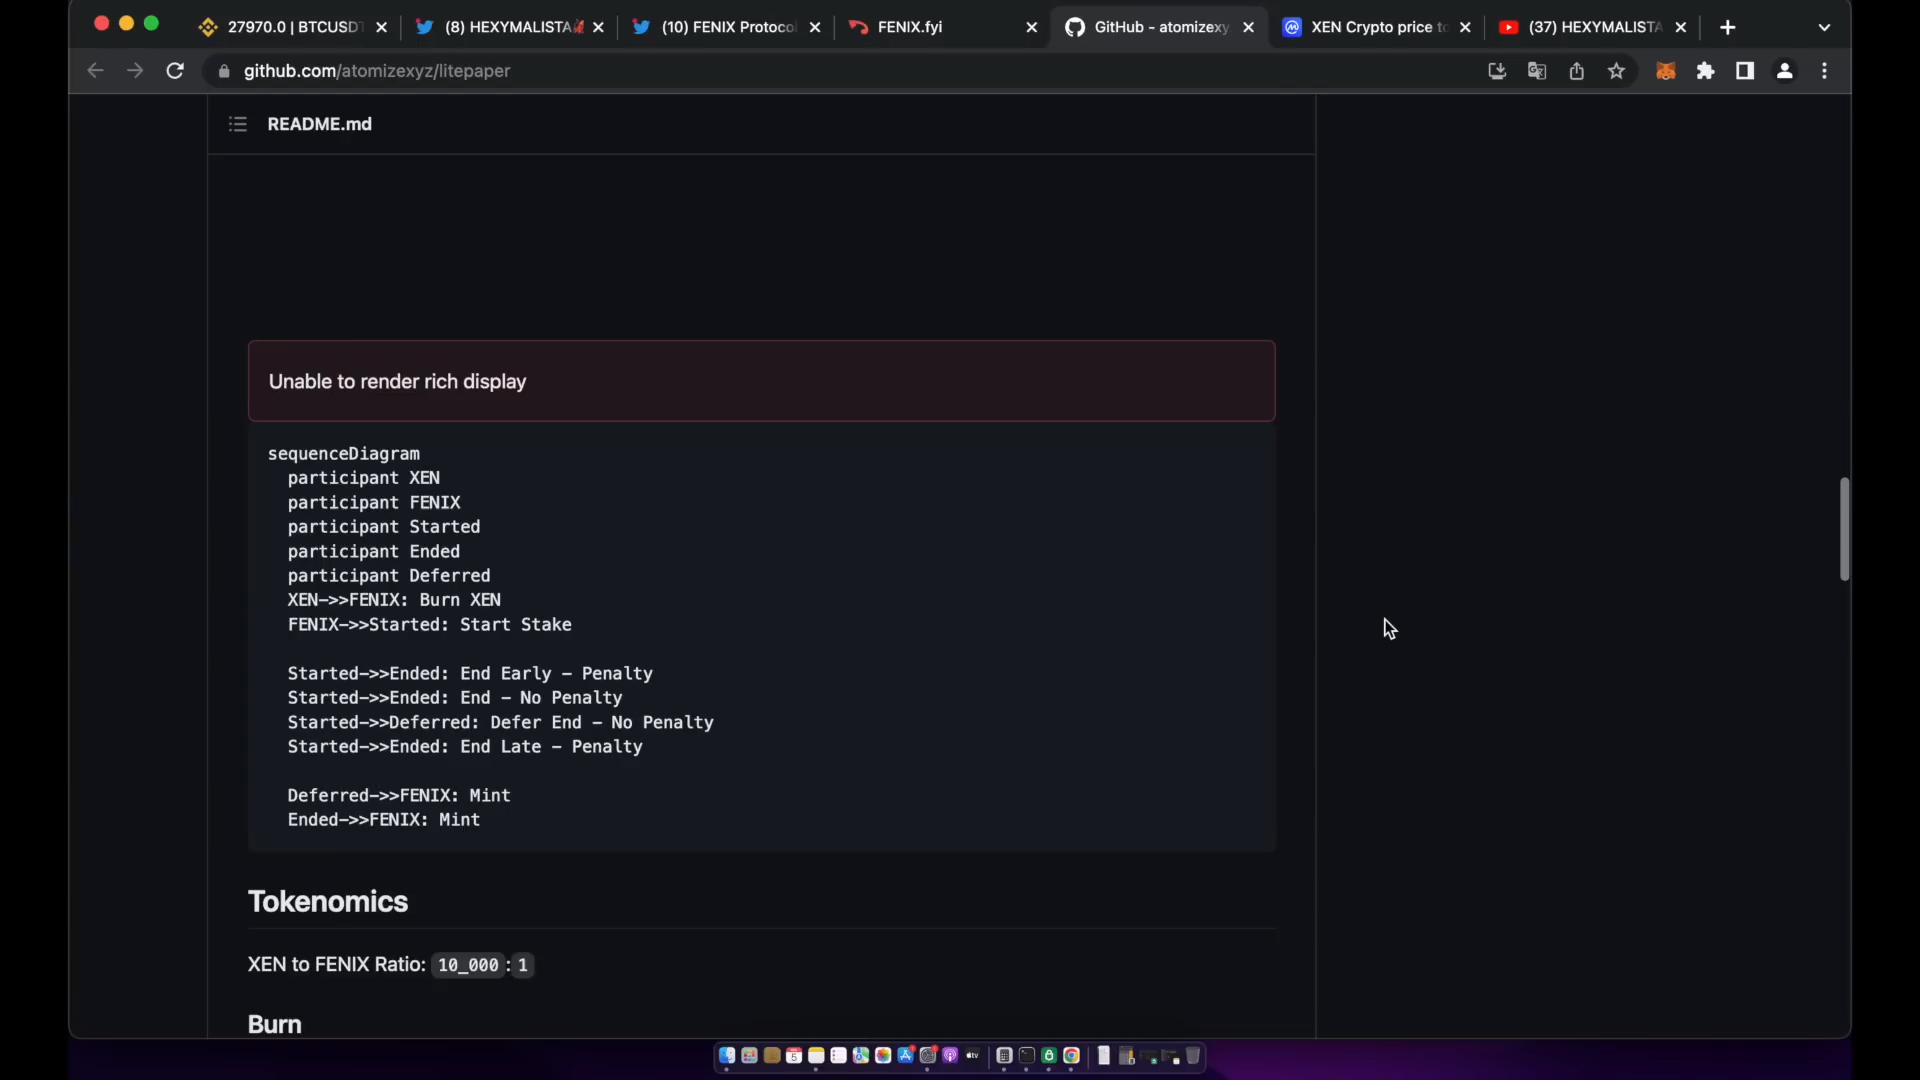 27970.0 | BTCUSDT
(8) HEXYMALISTA
(10) FENIX Protoco
FENIX.fyi
GitHub - atomizexy
XEN Crypto price to
(37) HEXYMALISTA
github.com/atomizexyz/litepaper
README.md
Unable to render rich display
sequenceDiagram
participant XEN
participant FENIX
participant Started
participant Ended
participant Deferred
XEN->>FENIX: Burn XEN
FENIX->>Started: Start Stake
Started->>Ended: End Early - Penalty
Started->>Ended: End - No Penalty
Started->>Deferred: Defer End - No Penalty
Started->>Ended: End Late - Penalty
Deferred->>FENIX: Mint
Ended->>FENIX: Mint
Tokenomics
XEN to FENIX Ratio: 10_000:1
Burn